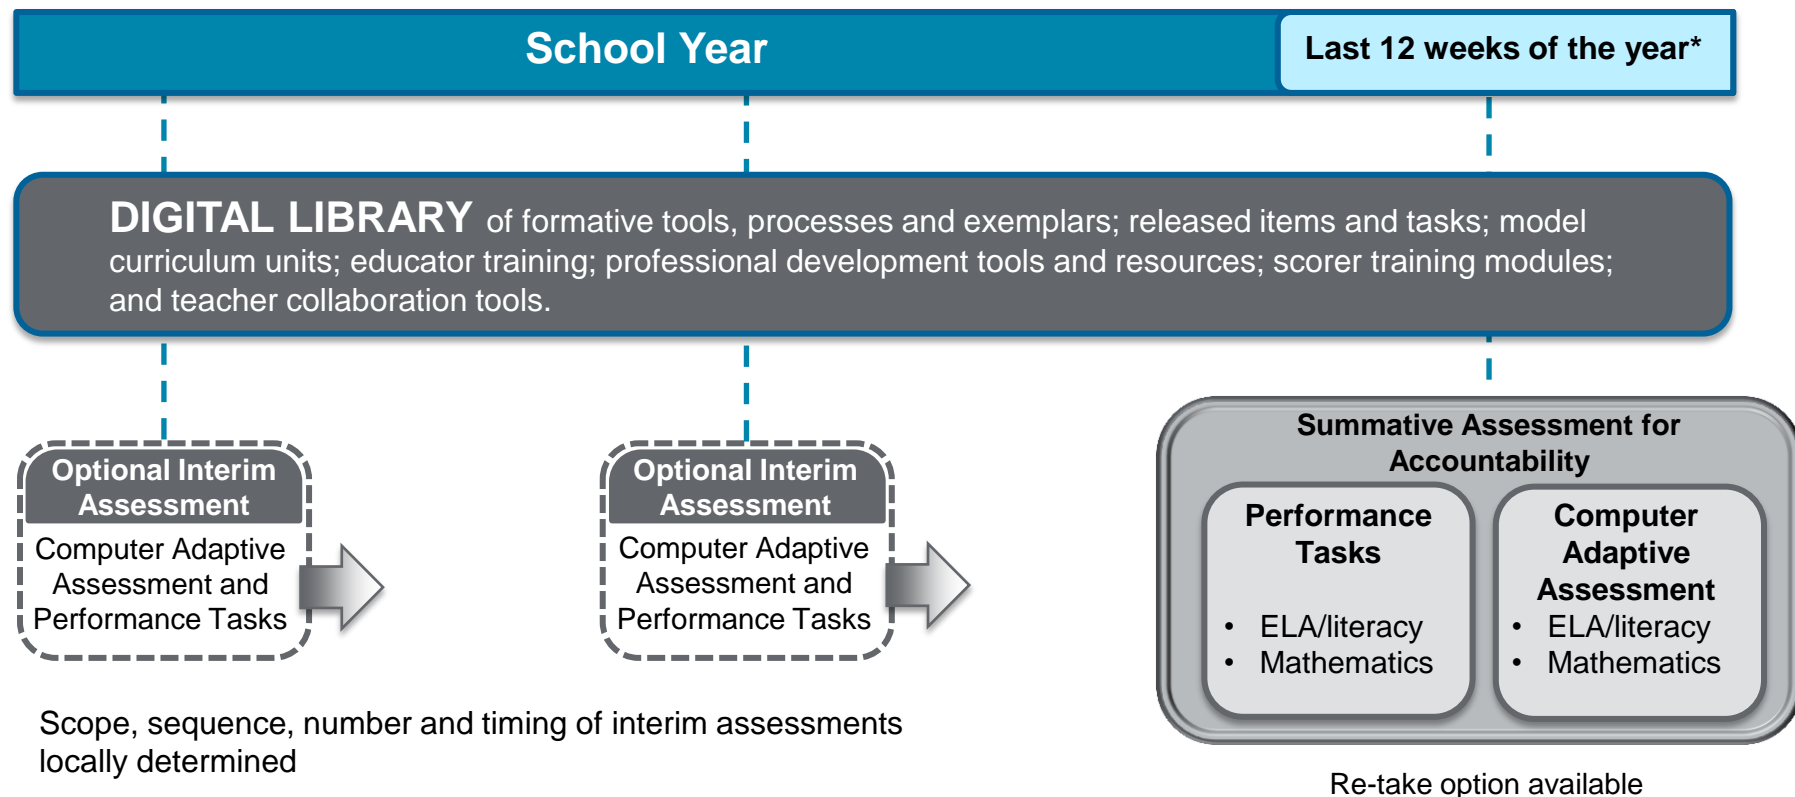 School Year
Last 12 weeks of the year*
DIGITAL LIBRARY of formative tools, processes and exemplars; released items and tasks; model
curriculum units; educator training; professional development tools and resources; scorer training modules;
and teacher collaboration tools.
Optional Interim
Assessment
Computer Adaptive
Assessment and
Performance Tasks
Optional Interim
Assessment
Computer Adaptive
Assessment and
Performance Tasks
Summative Assessment for
Accountability
Performance
Tasks
• ELA/literacy
• Mathematics
Computer
Adaptive
Assessment
• ELA/literacy
• Mathematics
Scope, sequence, number and timing of interim assessments
locally determined
Re-take option available